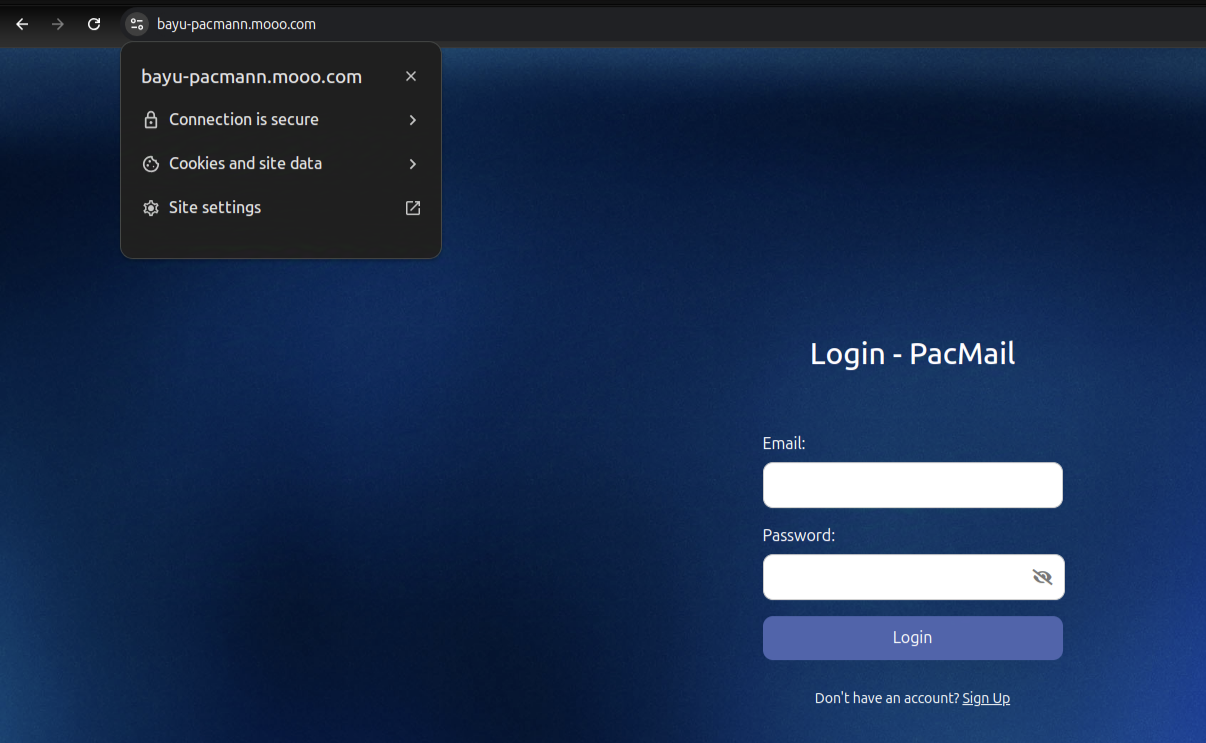 bayu-pacmann.mooo.com
bayu-pacmann.mooo.com
Connection is secure
Cookies and site data
Site settings
Login - PacMail
Email:
Password:
Login
Don't have an account? Sign Up